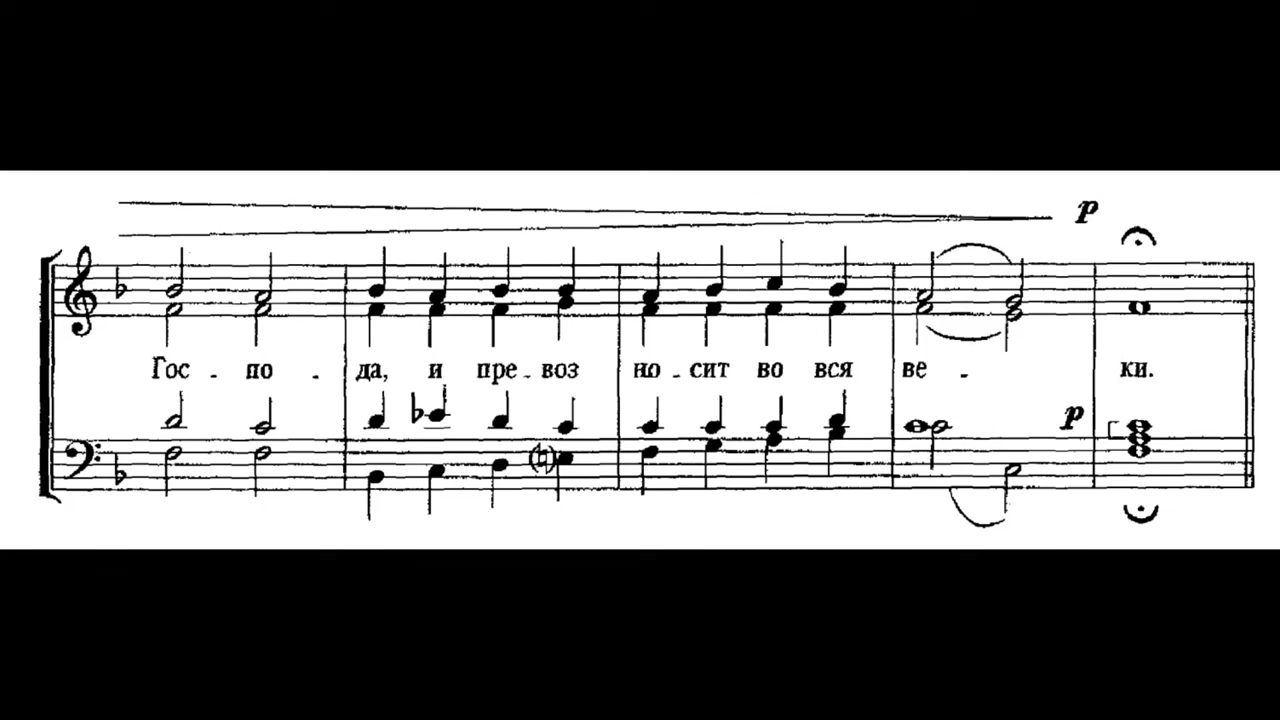 p
Гос - по - да, и пре - воз но - сит во вся ве - ки.
p